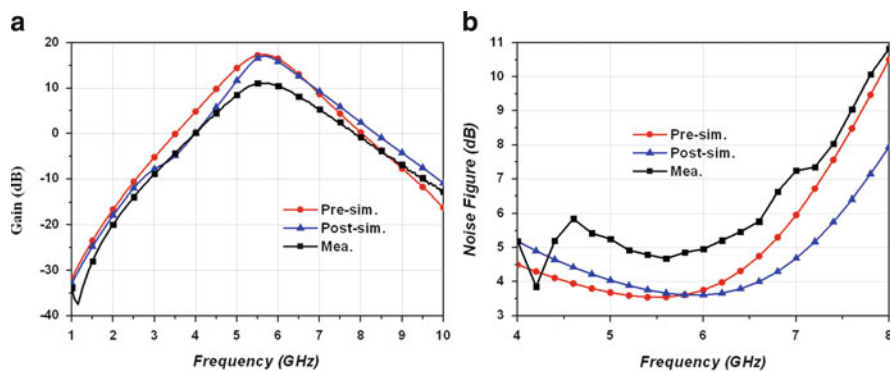 a
20
10
0
-10
-20
-30
-40
Gain (dB)
Pre-sim.
Post-sim.
Mea.
1 2 3 4 5 6 7 8 9 10
Frequency (GHz)
b
11
10
9
8
7
6
5
4
3
Noise Figure (dB)
Pre-sim.
Post-sim.
Mea.
4 5 6 7 8
Frequency (GHz)